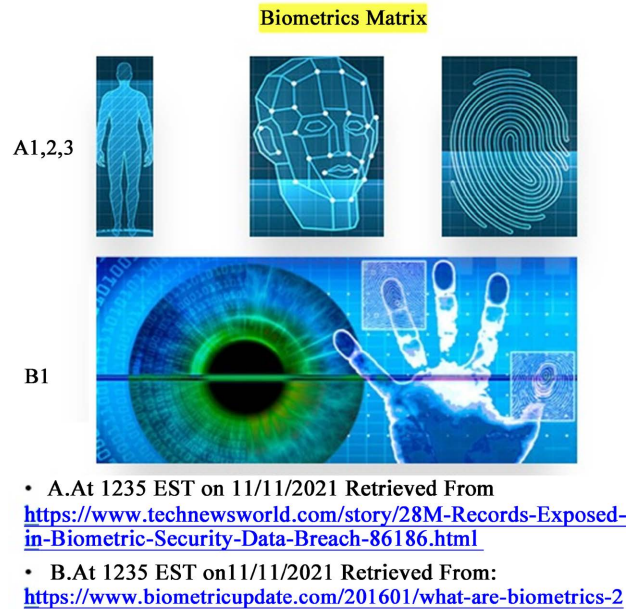 Biometrics Matrix
A1,2,3
B1
• A.At 1235 EST on 11/11/2021 Retrieved From
https://www.technewsworld.com/story/28M-Records-Exposed-
in-Biometric-Security-Data-Breach-86186.html
• B.At 1235 EST on11/11/2021 Retrieved From:
https://www.biometricupdate.com/201601/what-are-biometrics-2